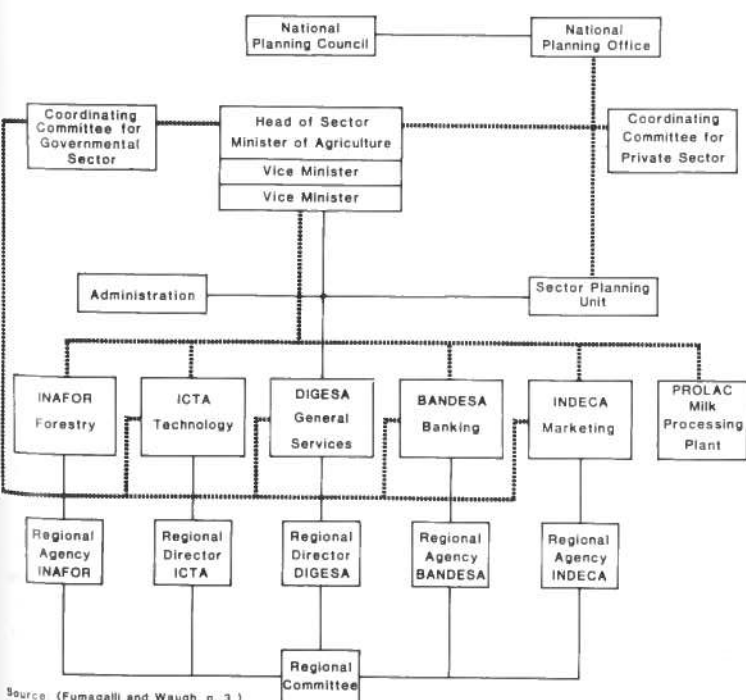 National
Planning Council
National
Planning Office
Coordinating
Committee for
Governmental
Sector
Head of Sector
Minister of Agriculture
Vice Minister
Vice Minister
Coordinating
Committee for
Private Sector
Administration
Sector Planning
Unit
INAFOR
Forestry
ICTA
Technology
DIGESA
General
Services
BANDESA
Banking
INDECA
Marketing
PROLAC
Milk
Processing
Plant
Regional
Agency
INAFOR
Regional
Director
ICTA
Regional
Director
DIGESA
Regional
Agency
BANDESA
Regional
Agency
INDECA
Regional
Committee
Source: (Fumagalli and Waugh, p. 3.)